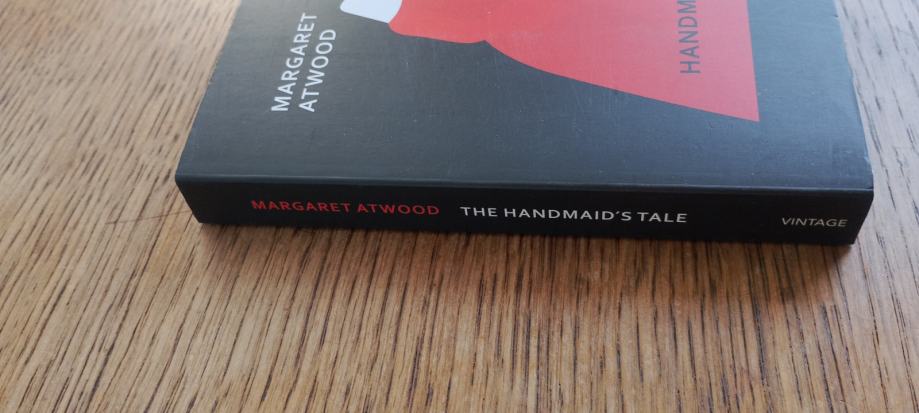 MARGARET
ATWOOD
HANDM
MARGARET ATWOOD THE HANDMAID'S TALE VINTAGE